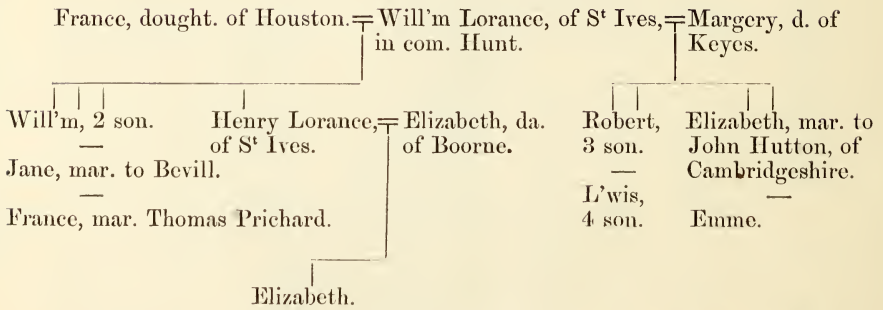 France, dought. of Houston. Will'm Lorance, of Sᵗ Ives, Margery, d. of
in com. Hunt. Keyes.
Will'm, 2 son. Henry Lorance, Elizabeth, da. Robert, Elizabeth, mar. to
of Sᵗ Ives. of Boorne. 3 son. John Hutton, of
Jane, mar. to Bevill. Cambridgeshire.
L'wis,
France, mar. Thomas Prichard. 4 son. Emme.
Elizabeth.